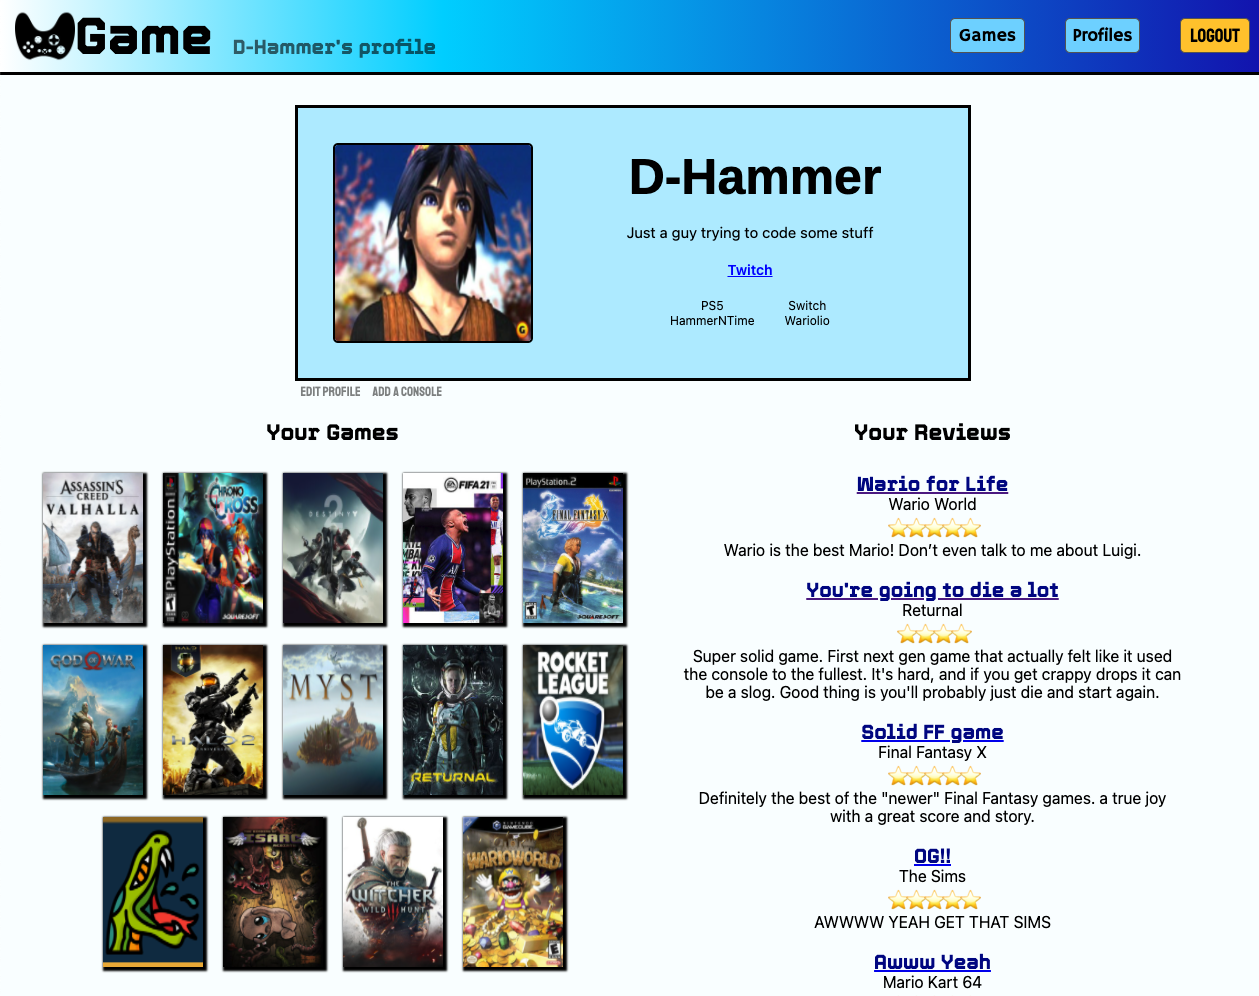 Game
D-Hammer's profile
Games
Profiles
LOGOUT
D-Hammer
Just a guy trying to code some stuff
Twitch
PS5
Switch
HammerNTime
Wariolio
EDIT PROFILE
ADD A CONSOLE
Your Games
ASSASSIN'S
CREED
VALHALLA
PlayStation
CHRONO
CROSS
SQUARESOFT
2
DESTINY
EA SPORTS
FIFA 21
PlayStation 2
FINAL FANTASY X
SQUARESOFT
GOD OF WAR
HALO 2
MYST
RETURNAL
ROCKET
LEAGUE
ISAAC
THE
WITCHER
WILD HUNT
NINTENDO
GAMECUBE
WARIO WORLD
Your Reviews
Wario for Life
Wario World
Wario is the best Mario! Don’t even talk to me about Luigi.
You're going to die a lot
Returnal
Super solid game. First next gen game that actually felt like it used
the console to the fullest. It's hard, and if you get crappy drops it can
be a slog. Good thing is you'll probably just die and start again.
Solid FF game
Final Fantasy X
Definitely the best of the "newer" Final Fantasy games. a true joy
with a great score and story.
OG!!
The Sims
AWWWW YEAH GET THAT SIMS
Awww Yeah
Mario Kart 64